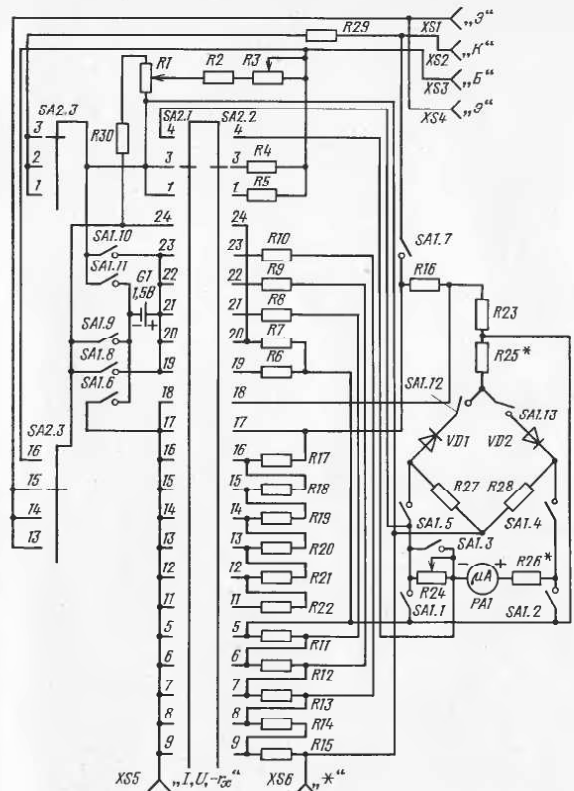 R29
XS1 „Э“
XS2 „К“
XS3 „Б“
XS4 „Э“
R1
R2
R3
SA2.3
SA2.1
SA2.2
R30
3
2
1
4
3
1
4
3
1
R4
R5
24
23
22
21
20
19
18
17
16
15
14
13
12
11
5
6
7
8
9
24
23
22
21
20
19
18
17
16
15
14
13
12
11
5
6
7
8
9
SA1.10
SA1.11
G1
1,5В
- +
SA1.9
SA1.8
SA1.6
SA2.3
16
15
14
13
R10
R9
R8
R7
R6
R17
R18
R19
R20
R21
R22
R11
R12
R13
R14
R15
SA1.7
R16
R23
R25*
SA1.12
SA1.13
VD1
VD2
R27
R28
SA1.5
SA1.4
SA1.3
R24
- +
μA
PA1
R26*
SA1.1
SA1.2
XS5 „I,U,-rx“
XS6 „*“